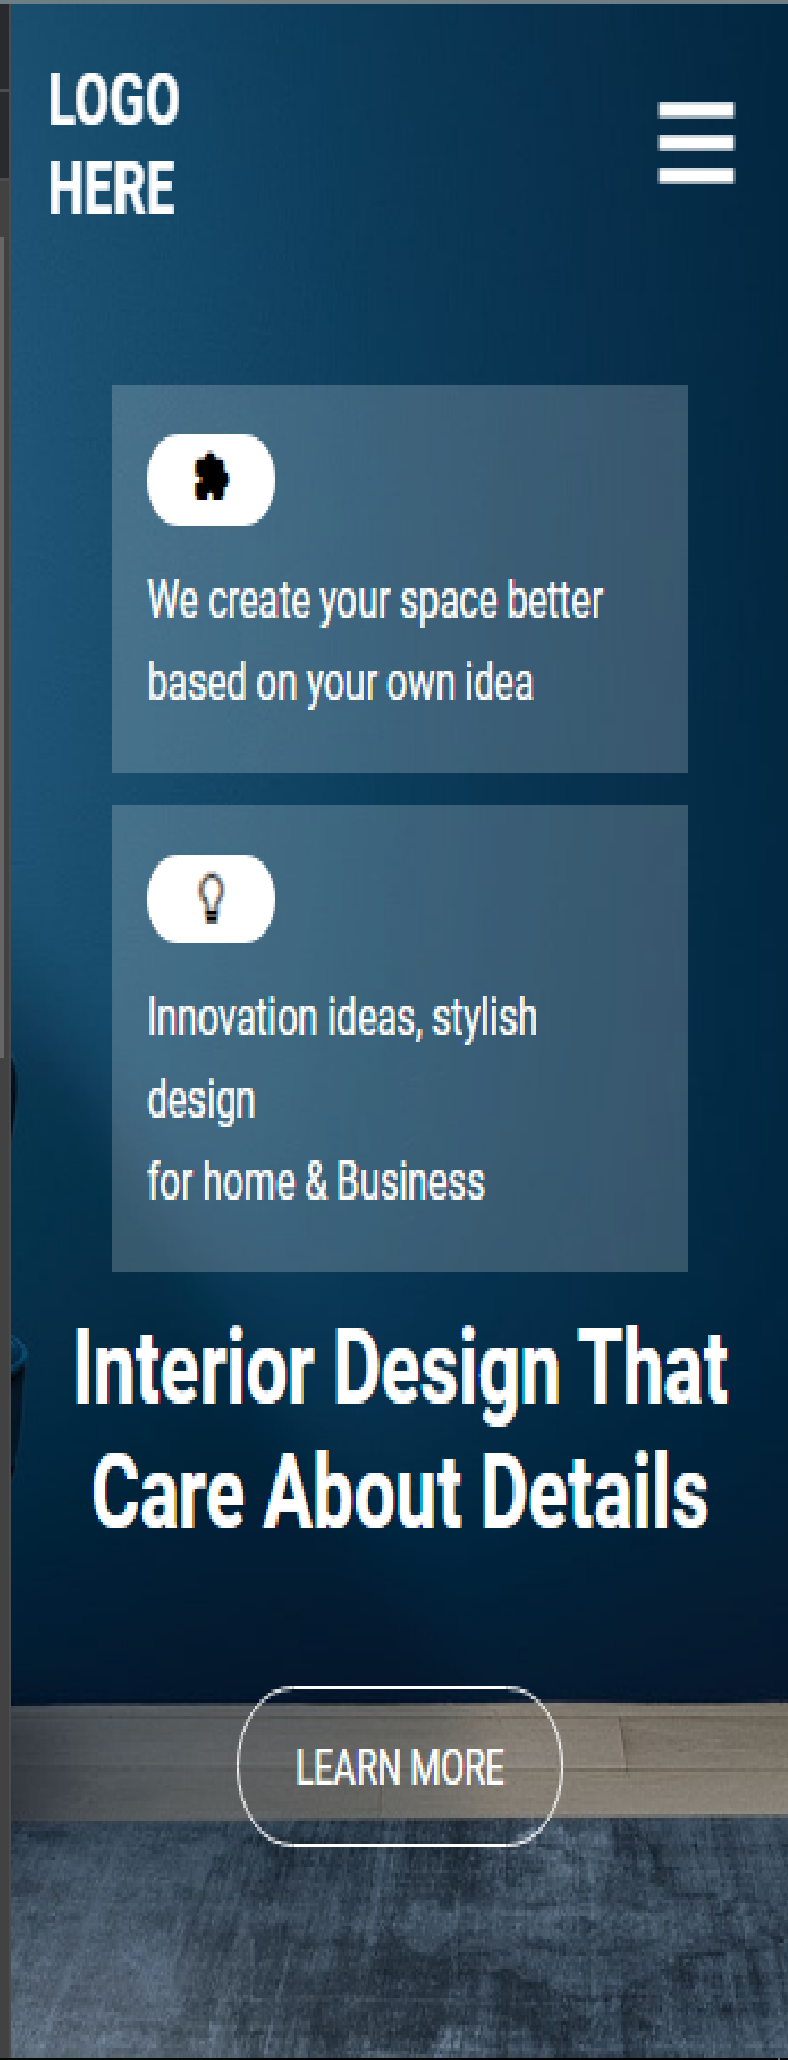 LOGO
HERE
We create your space better
based on your own idea
Innovation ideas, stylish
design
for home & Business
Interior Design That
Care About Details
LEARN MORE